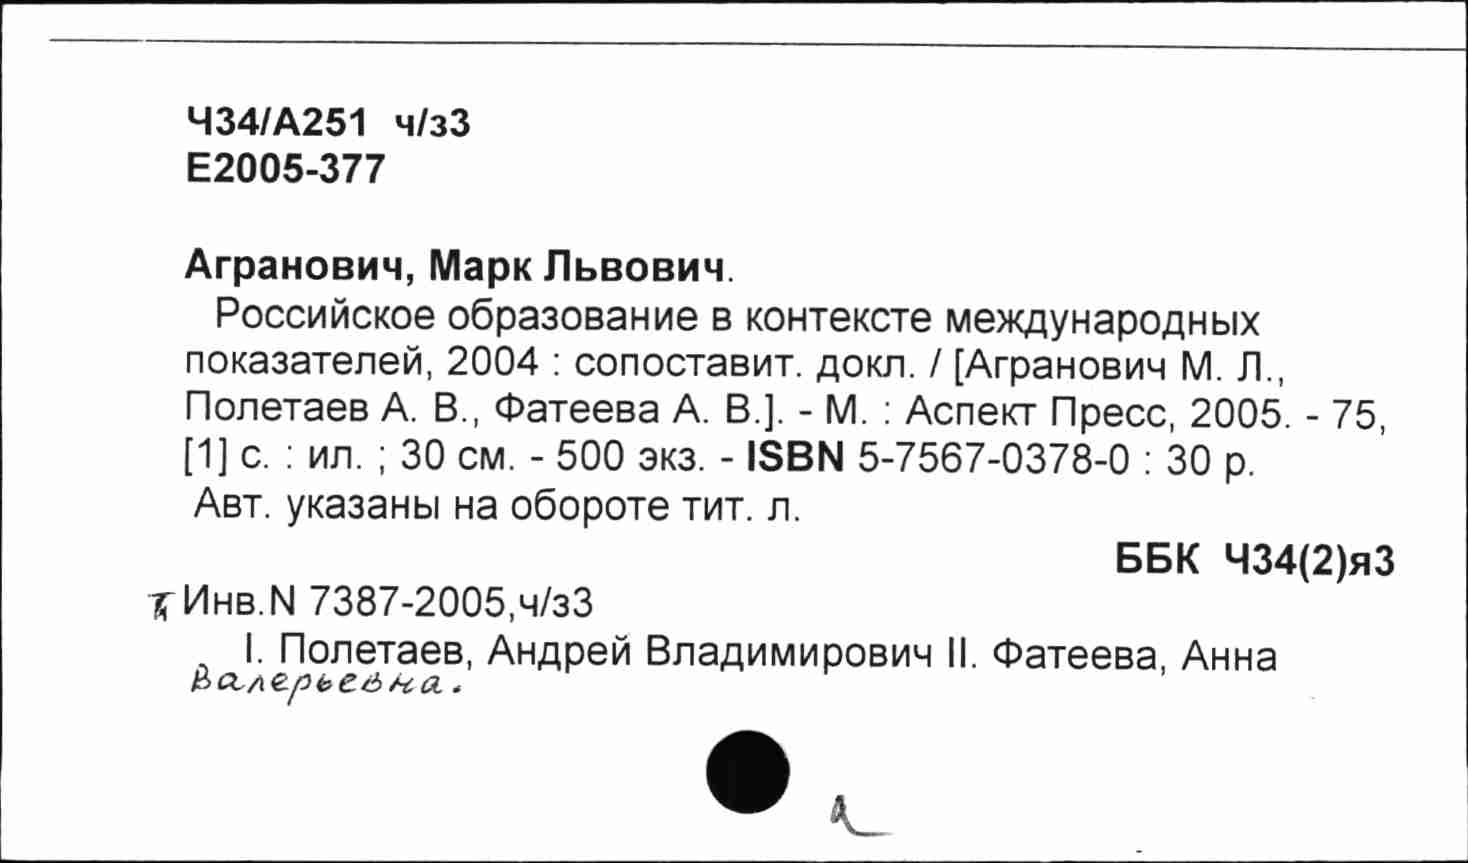 Ч34/А251 ч/з3
Е2005-377
Агранович, Марк Львович.
Российское образование в контексте международных
показателей, 2004 : сопоставит. докл. / [Агранович М. Л.,
Полетаев А. В., Фатеева А. В.]. - М. : Аспект Пресс, 2005. - 75,
[1] с. : ил. ; 30 см. - 500 экз. - ISBN 5-7567-0378-0 : 30 р.
Авт. указаны на обороте тит. л.
ББК Ч34(2)я3
Инв.N 7387-2005,ч/з3
I. Полетаев, Андрей Владимирович II. Фатеева, Анна
Валерьевна.